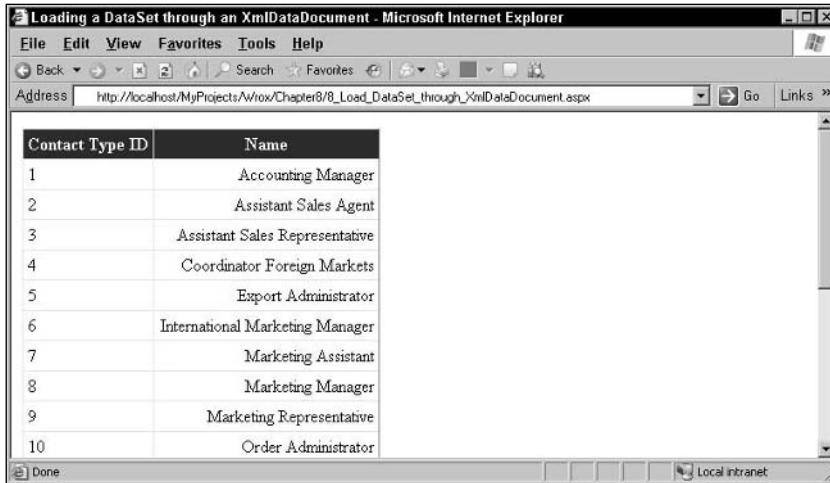 Loading a DataSet through an XmlDataDocument - Microsoft Internet Explorer
File Edit View Favorites Tools Help
Back Search Favorites
Address http://localhost/MyProjects/Wrox/Chapter8/8_Load_DataSet_through_XmlDataDocument.aspx Go Links »
Contact Type ID Name
1 Accounting Manager
2 Assistant Sales Agent
3 Assistant Sales Representative
4 Coordinator Foreign Markets
5 Export Administrator
6 International Marketing Manager
7 Marketing Assistant
8 Marketing Manager
9 Marketing Representative
10 Order Administrator
Done Local intranet